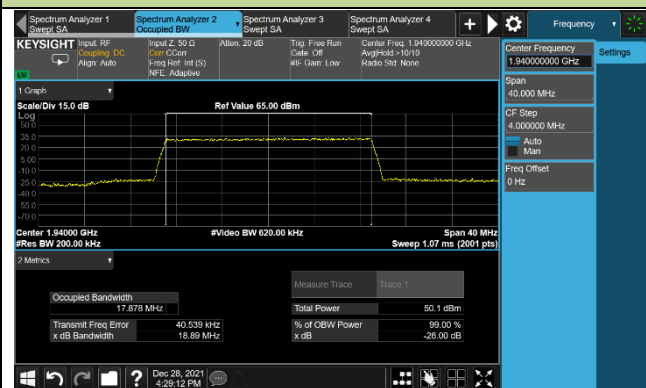 Spectrum Analyzer 1
Swept SA
Spectrum Analyzer 2
Occupied BW
Spectrum Analyzer 3
Swept SA
Spectrum Analyzer 4
Swept SA
Frequency
KEYSIGHT
Input: RF
Coupling: DC
Align: Auto
Input Z: 50 Ω
Corr CCorr
Freq Ref: Int (S)
NFE: Adaptive
Atten: 20 dB
Trig: Free Run
Gate: Off
#IF Gain: Low
Center Freq: 1.940000000 GHz
Avg|Hold:>10/10
Radio Std: None
LM
1 Graph
Scale/Div 15.0 dB
Ref Value 65.00 dBm
Log
50.0
35.0
20.0
5.00
-10.0
-25.0
-40.0
-55.0
-70.0
Center 1.94000 GHz
#Res BW 200.00 kHz
#Video BW 620.00 kHz
Span 40 MHz
Sweep 1.07 ms (2001 pts)
2 Metrics
Measure Trace
Trace 1
Occupied Bandwidth
17.878 MHz
Total Power
50.1 dBm
Transmit Freq Error
40.539 kHz
% of OBW Power
99.00 %
x dB Bandwidth
18.89 MHz
x dB
-26.00 dB
Dec 28, 2021
4:29:12 PM
Center Frequency
1.940000000 GHz
Settings
Span
40.000 MHz
CF Step
4.000000 MHz
Auto
Man
Freq Offset
0 Hz